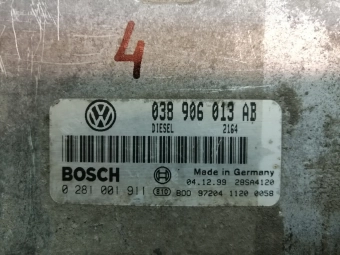 4
038 906 013 AB
DIESEL 2164
BOSCH Made in Germany
04.12.99 28SA4120
0 281 001 911 BDD 97204 1120 0058